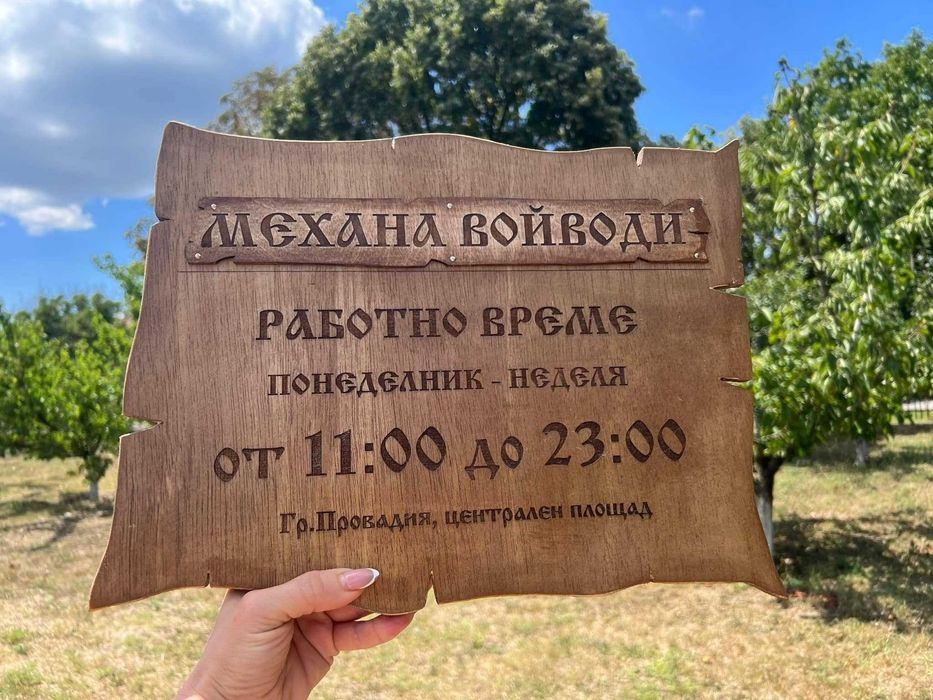 МЕХАНА ВОЙВОДИ
РАБОТНО ВРЕМЕ
ПОНЕДЕЛНИК - НЕДЕЛЯ
от 11:00 до 23:00
Гр.Провадия, централен площад